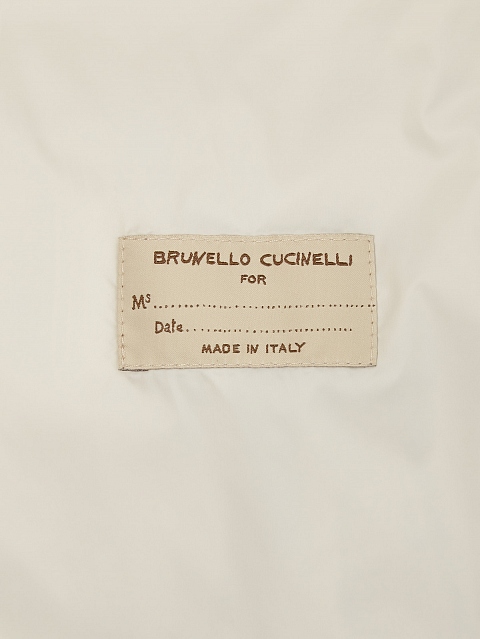 BRUNELLO CUCINELLI
FOR
Ms........................................
Date................................
MADE IN ITALY